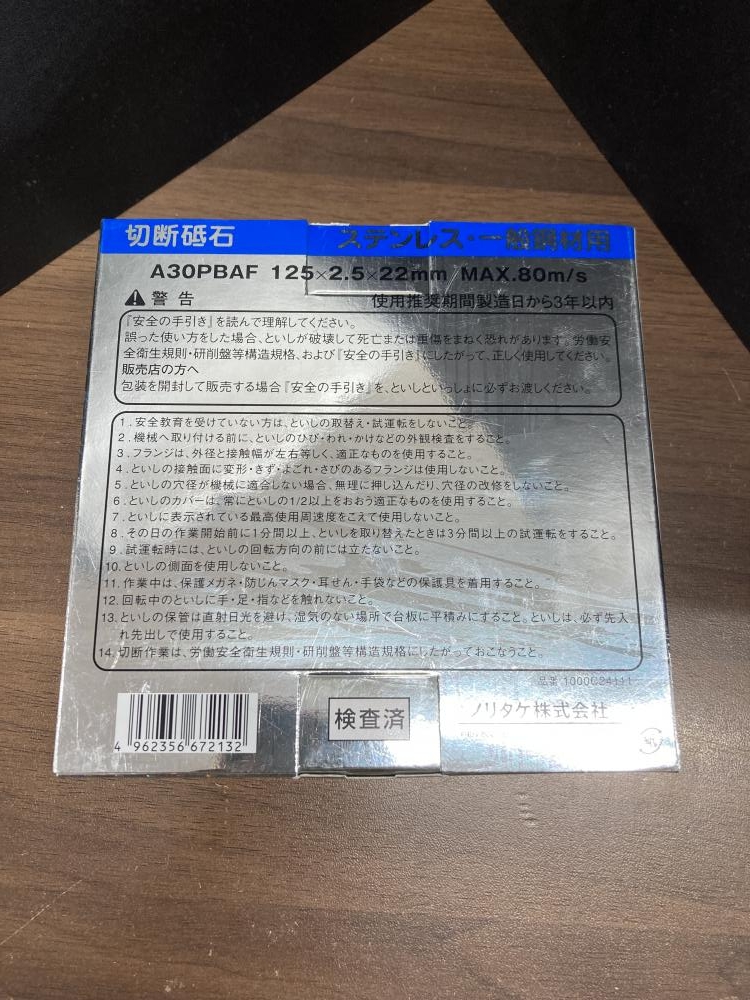 切断砥石 ステンレス・一般鋼材用
A30PBAF 125×2.5×22mm MAX.80m/s
警告 使用推奨期間製造日から3年以内
『安全の手引き』を読んで理解してください。
誤った使い方をした場合、といしが破壊して死亡または重傷をまねく恐れがあります。労働安
全衛生規則・研削盤等構造規格、および『安全の手引き』にしたがって、正しく使用してください。
販売店の方へ
包装を開封して販売する場合『安全の手引き』を、といしといっしょに必ずお渡しください。
1.安全教育を受けていない方は、といしの取替え・試運転をしないこと。
2.機械へ取り付ける前に、といしのひび・われ・かけなどの外観検査をすること。
3.フランジは、外径と接触幅が左右等しく、適正なものを使用すること。
4.といしの接触面に変形・きず・よごれ・さびのあるフランジは使用しないこと。
5.といしの穴径が機械に適合しない場合、無理に押し込んだり、穴径の改修をしないこと。
6.といしのカバーは、常にといしの1/2以上をおおう適正なものを使用すること。
7.といしに表示されている最高使用周速度をこえて使用しないこと。
8.その日の作業開始前に1分間以上、といしを取り替えたときは3分間以上の試運転をすること。
9.試運転時には、といしの回転方向の前には立たないこと。
10.といしの側面を使用しないこと。
11.作業中は、保護メガネ・防じんマスク・耳せん・手袋などの保護具を着用すること。
12.回転中のといしに手・足・指などを触れないこと。
13.といしの保管は直射日光を避け、湿気のない場所で台板に平積みにすること。といしは、必ず先入
れ先出しで使用すること。
14.切断作業は、労働安全衛生規則・研削盤等構造規格にしたがっておこなうこと。
品番 1000C24111
4 962356 672132
検査済
ノリタケ株式会社